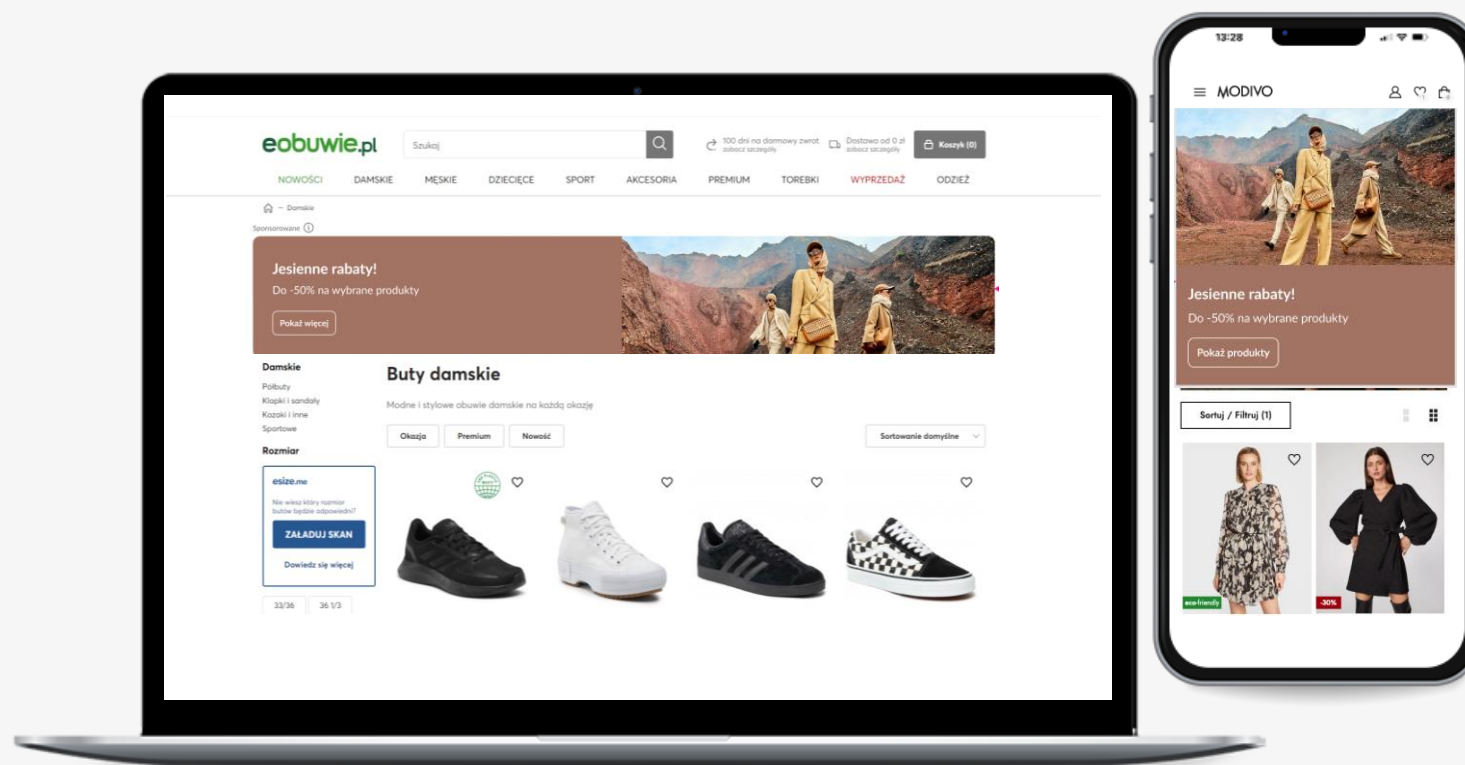 eobuwie.pl
Szukaj
100 dni na darmowy zwrot
zobacz szczegóły
Dostawa od 0 zł
zobacz szczegóły
Koszyk (0)
NOWOŚCI DAMSKIE MĘSKIE DZIECIĘCE SPORT AKCESORIA PREMIUM TOREBKI WYPRZEDAŻ ODZIEŻ
– Damskie
Sponsorowane
Jesienne rabaty!
Do -50% na wybrane produkty
Pokaż więcej
Damskie
Półbuty
Klapki i sandały
Kozaki i inne
Sportowe
Rozmiar
esize.me
Nie wiesz który rozmiar
butów będzie odpowiedni?
ZAŁADUJ SKAN
Dowiedz się więcej
33/36 36 1/3
Buty damskie
Modne i stylowe obuwie damskie na każdą okazję
Okazja Premium Nowość Sortowanie domyślne
13:28
MODIVO
Jesienne rabaty!
Do -50% na wybrane produkty
Pokaż produkty
Sortuj / Filtruj (1)
eco-friendly
-30%